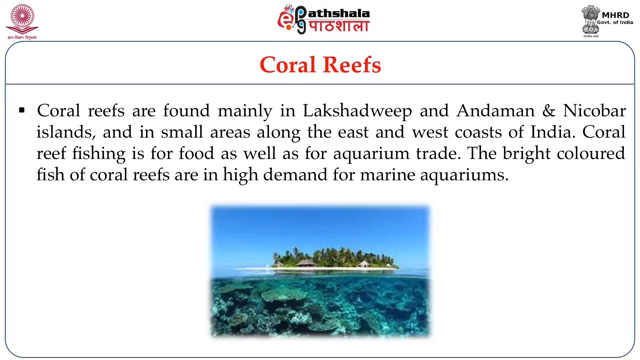 Pathshala
पाठशाला
MHRD
Govt. of India
Coral Reefs
▪ Coral reefs are found mainly in Lakshadweep and Andaman & Nicobar
islands, and in small areas along the east and west coasts of India. Coral
reef fishing is for food as well as for aquarium trade. The bright coloured
fish of coral reefs are in high demand for marine aquariums.